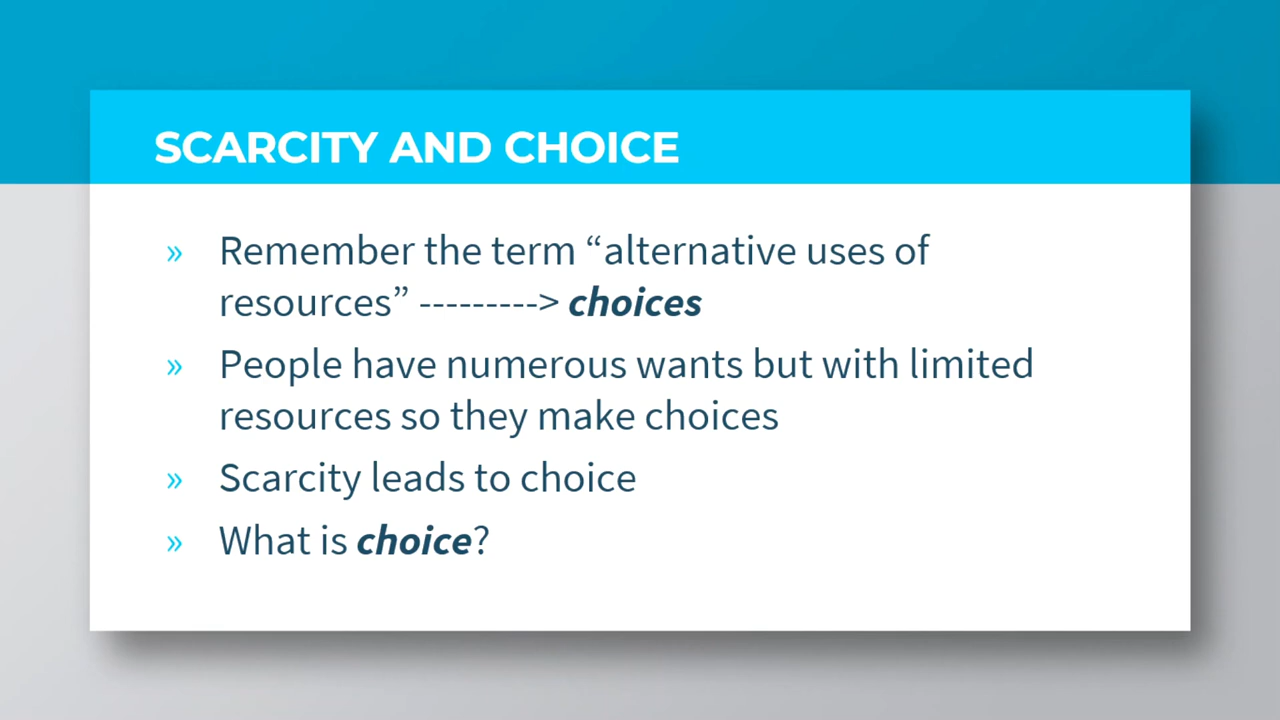 SCARCITY AND CHOICE
» Remember the term “alternative uses of
resources” ---------> choices
» People have numerous wants but with limited
resources so they make choices
» Scarcity leads to choice
» What is choice?